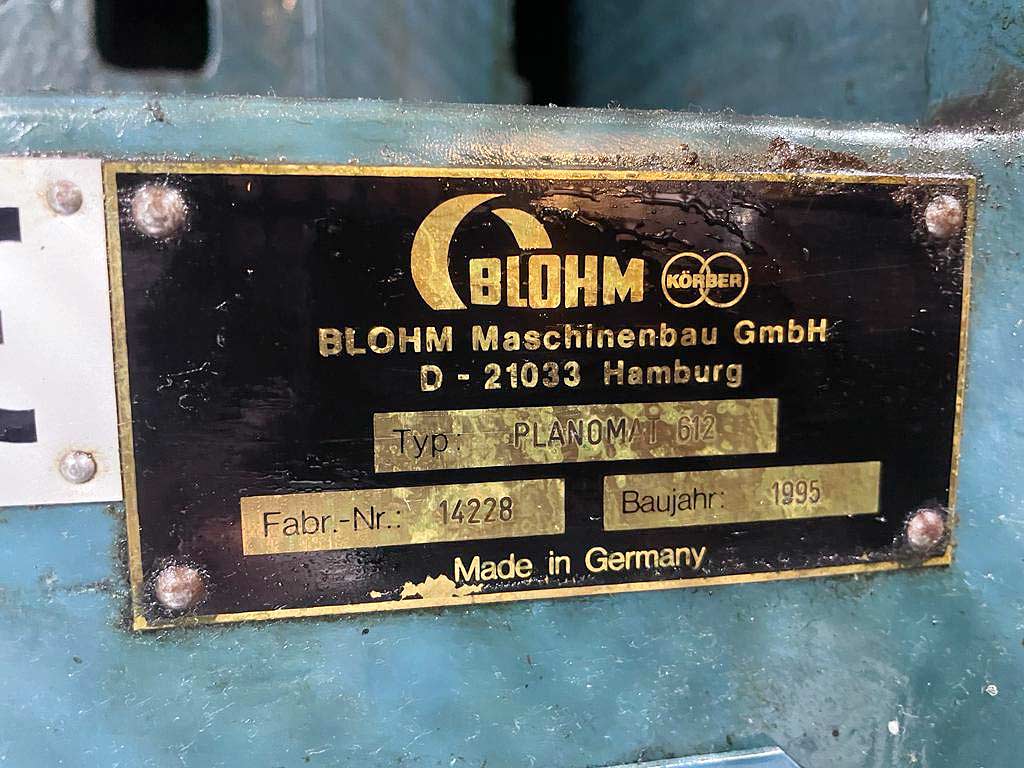 BLOHM KÖRBER
BLOHM Maschinenbau GmbH
D - 21033 Hamburg
Typ: PLANOMAT 612
Fabr.-Nr.: 14228 Baujahr: 1995
Made in Germany